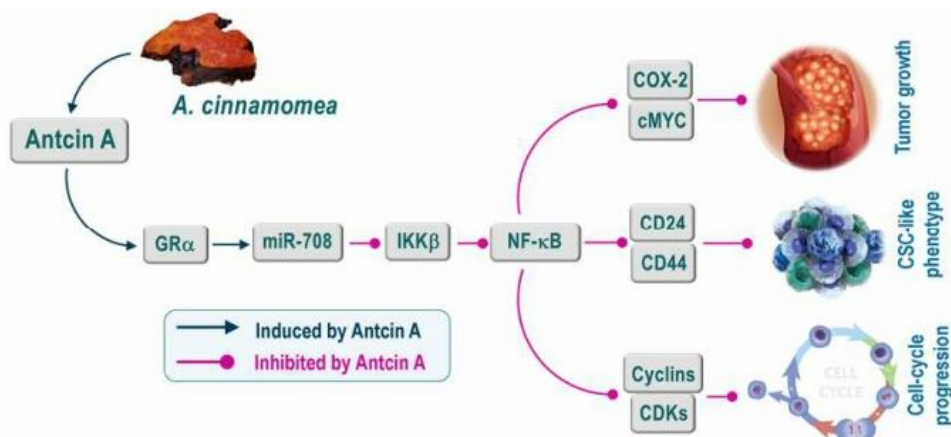 A. cinnamomea
Antcin A
GRα
miR-708
IKKβ
NF-κB
COX-2
cMYC
Tumor growth
CD24
CD44
CSC-like
phenotype
Cyclins
CDKs
CELL
CYCLE
Cell-cycle
progression
Induced by Antcin A
Inhibited by Antcin A